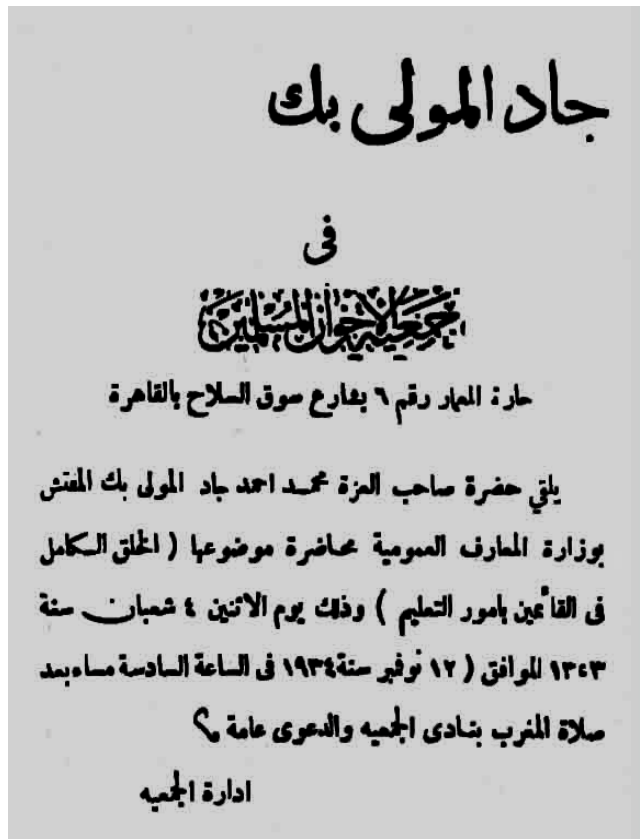 جاد المولى بك
فى
جمعية الاخوان المسلمين
حارة المعمار رقم ٦ بشارع سوق السلاح بالقاهرة
يلقي حضرة صاحب العزة محمد احمد جاد المولى بك المفتش
بوزارة المعارف العمومية محاضرة موضوعها ( الخلق الكامل
فى القائمين بامور التعليم ) وذلك يوم الاثنين ٤ شعبان سنة
١٣٥٣ الموافق ( ١٢ نوفمبر سنة ١٩٣٤ فى الساعة السادسة مساء بعد
صلاة المغرب بنادى الجمعيه والدعوى عامة
ادارة الجمعيه